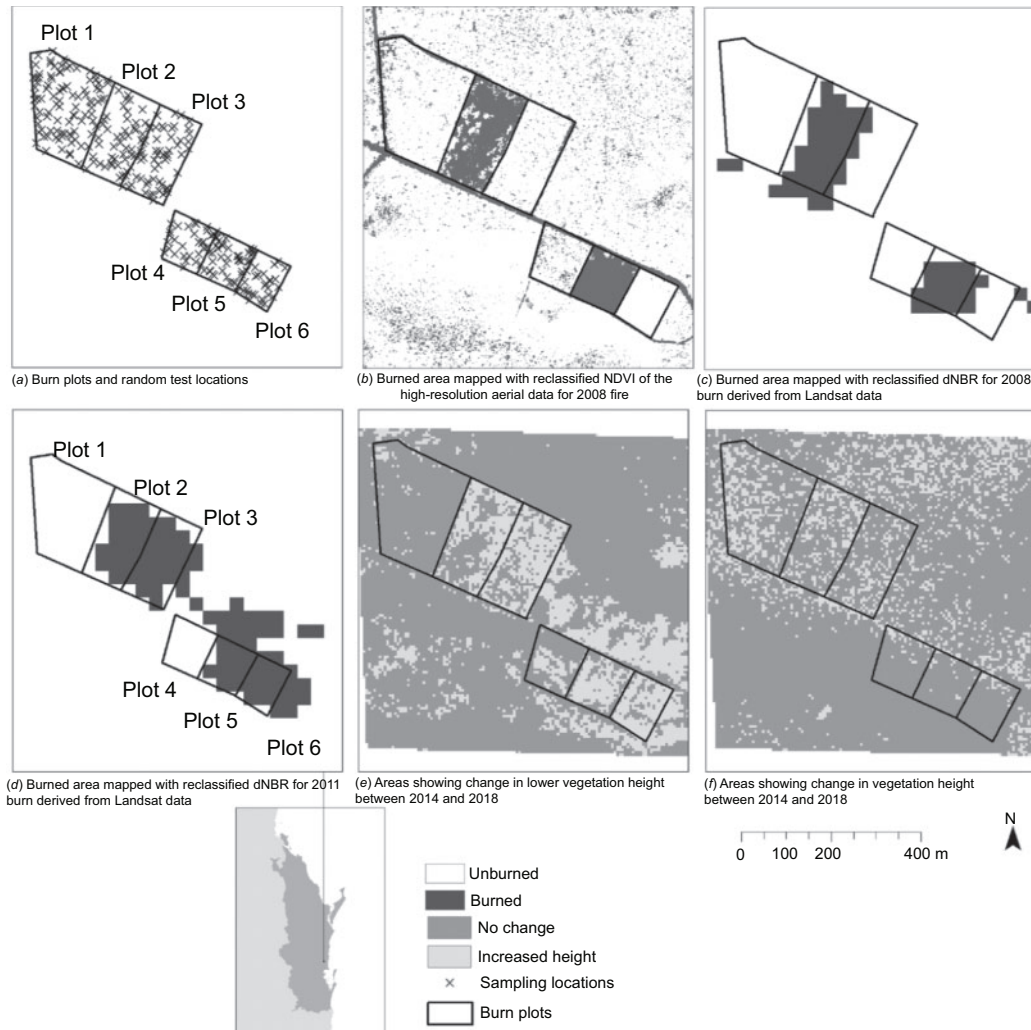 Plot 1
Plot 2
Plot 3
Plot 4
Plot 5
Plot 6
(a) Burn plots and random test locations
(b) Burned area mapped with reclassified NDVI of the
high-resolution aerial data for 2008 fire
(c) Burned area mapped with reclassified dNBR for 2008
burn derived from Landsat data
Plot 1
Plot 2
Plot 3
Plot 4
Plot 5
Plot 6
(d) Burned area mapped with reclassified dNBR for 2011
burn derived from Landsat data
(e) Areas showing change in lower vegetation height
between 2014 and 2018
(f) Areas showing change in vegetation height
between 2014 and 2018
N
0 100 200 400 m
Unburned
Burned
No change
Increased height
Sampling locations
Burn plots